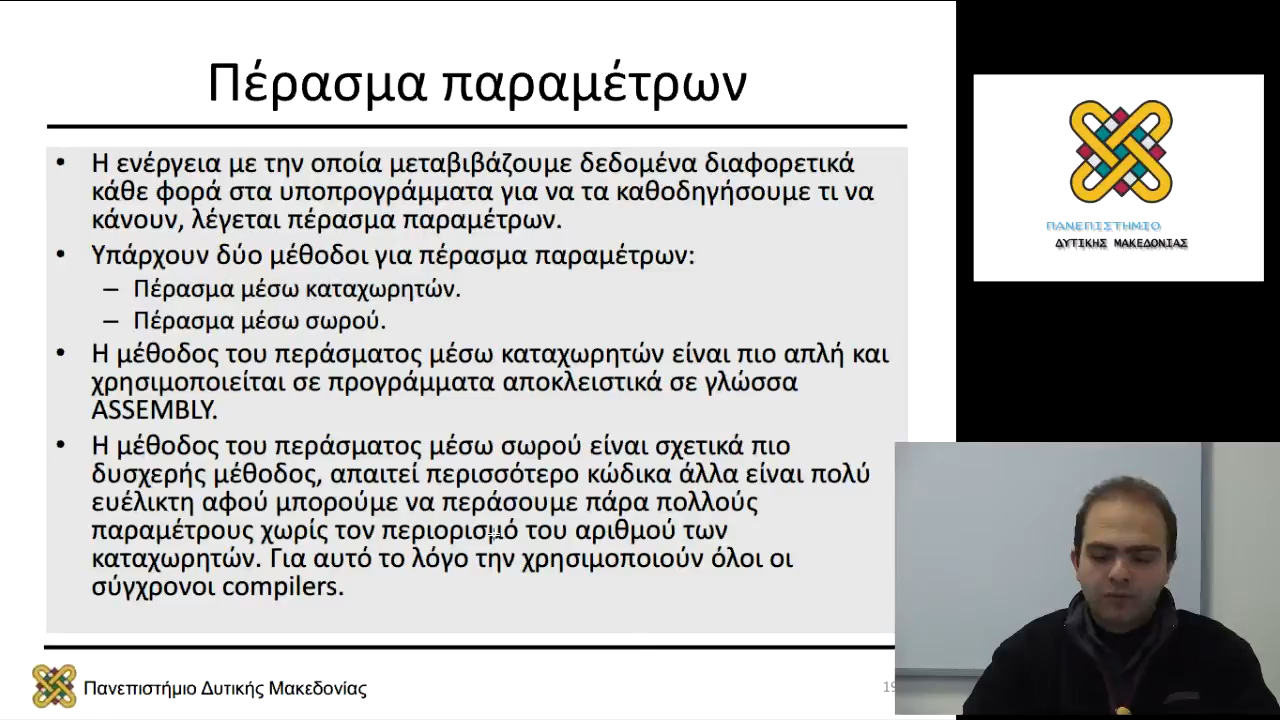 Πέρασμα παραμέτρων
• Η ενέργεια με την οποία μεταβιβάζουμε δεδομένα διαφορετικά
κάθε φορά στα υποπρογράμματα για να τα καθοδηγήσουμε τι να
κάνουν, λέγεται πέρασμα παραμέτρων.
• Υπάρχουν δύο μέθοδοι για πέρασμα παραμέτρων:
– Πέρασμα μέσω καταχωρητών.
– Πέρασμα μέσω σωρού.
• Η μέθοδος του περάσματος μέσω καταχωρητών είναι πιο απλή και
χρησιμοποιείται σε προγράμματα αποκλειστικά σε γλώσσα
ASSEMBLY.
• Η μέθοδος του περάσματος μέσω σωρού είναι σχετικά πιο
δυσχερής μέθοδος, απαιτεί περισσότερο κώδικα άλλα είναι πολύ
ευέλικτη αφού μπορούμε να περάσουμε πάρα πολλούς
παραμέτρους χωρίς τον περιορισμό του αριθμού των
καταχωρητών. Για αυτό το λόγο την χρησιμοποιούν όλοι οι
σύγχρονοι compilers.
Πανεπιστήμιο Δυτικής Μακεδονίας
ΠΑΝΕΠΙΣΤΗΜΙΟ
ΔΥΤΙΚΗΣ ΜΑΚΕΔΟΝΙΑΣ